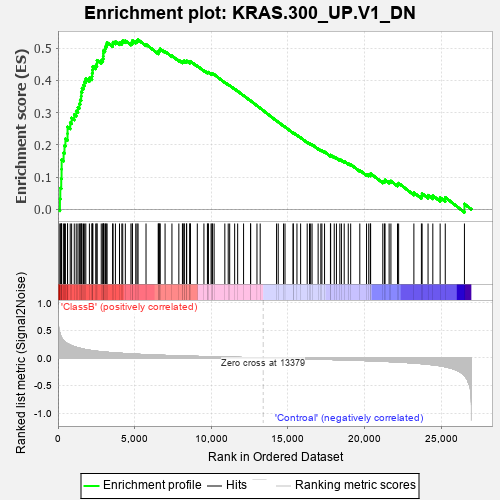 Enrichment plot: KRAS.300_UP.V1_DN
Enrichment score (ES)
0.5
0.4
0.3
0.2
0.1
0.0
Ranked list metric (Signal2Noise)
1.0
0.5
0.0
-0.5
-1.0
'ClassB' (positively correlated)
Zero cross at 13379
'Controal' (negatively correlated)
0 5,000 10,000 15,000 20,000 25,000
Rank in Ordered Dataset
Enrichment profile Hits Ranking metric scores